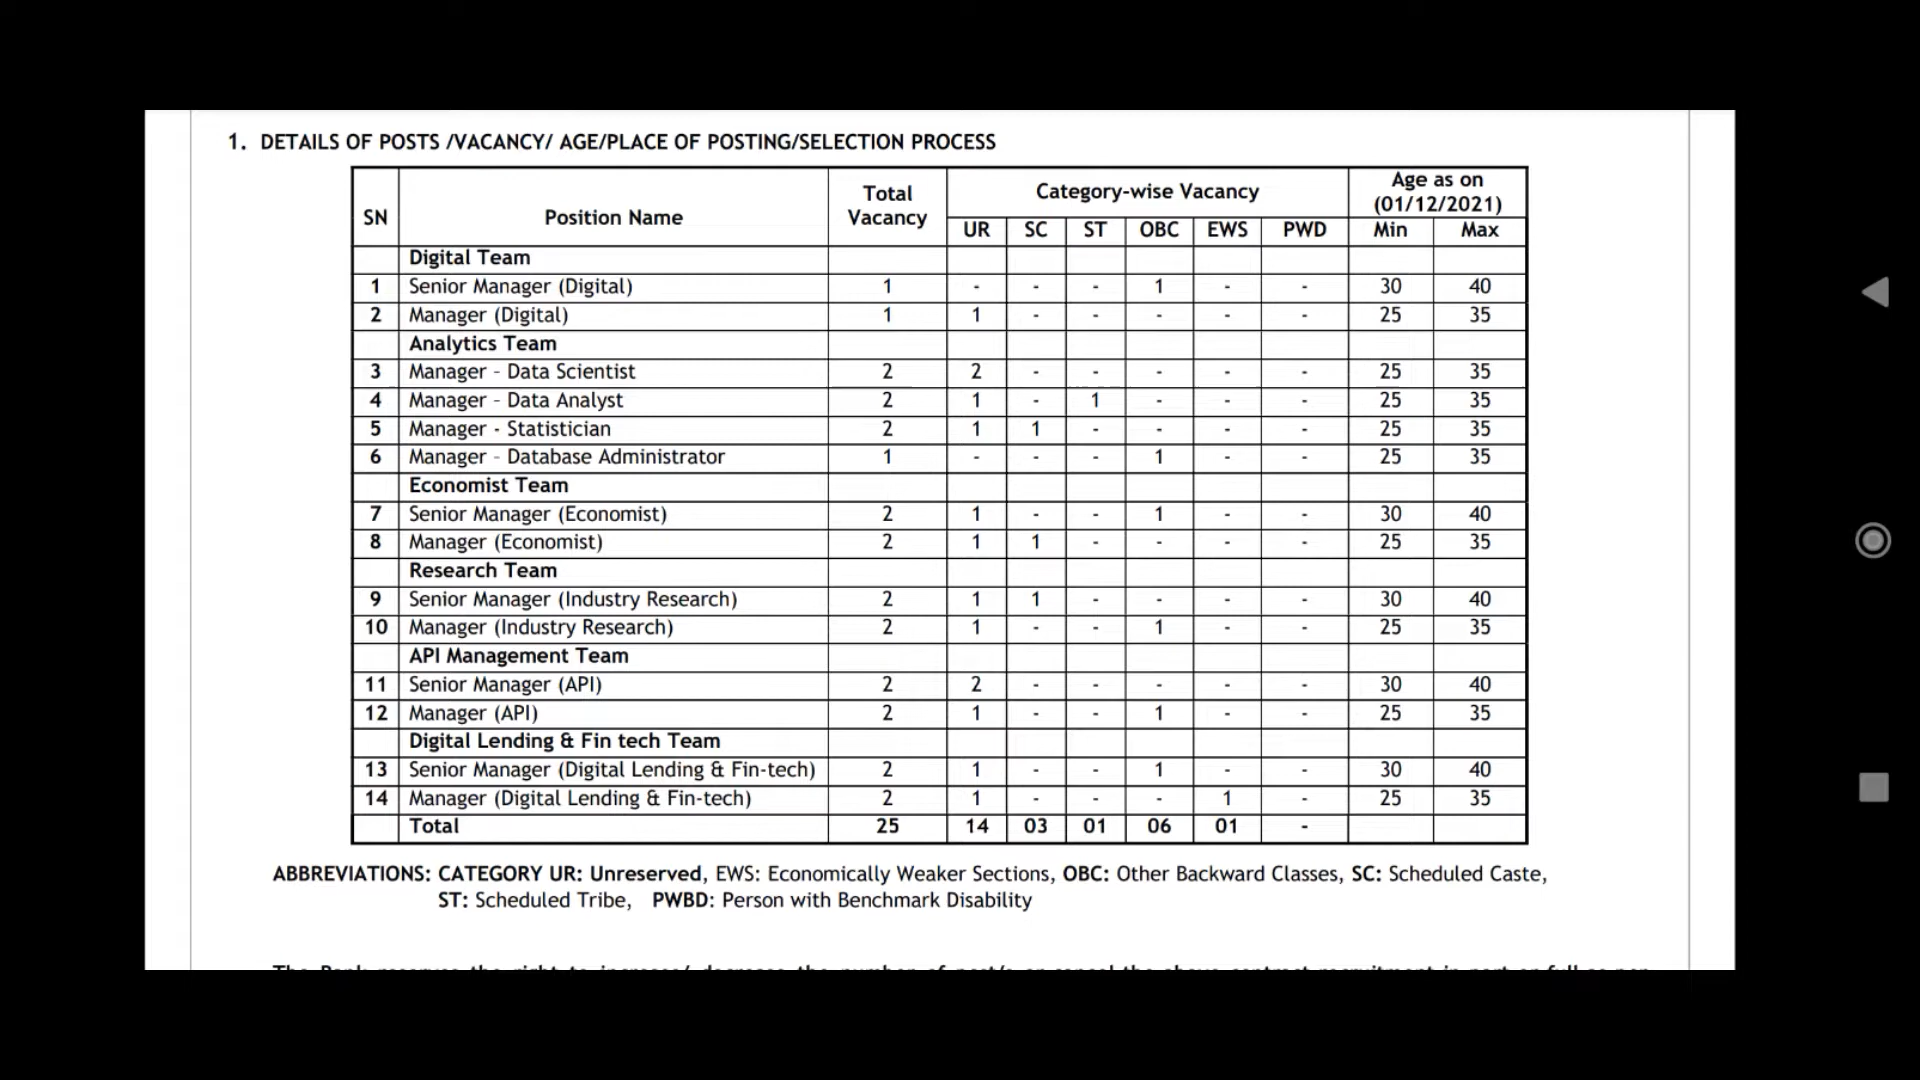 1. DETAILS OF POSTS /VACANCY/ AGE/PLACE OF POSTING/SELECTION PROCESS
SN Position Name Total Vacancy Category-wise Vacancy Age as on (01/12/2021)
UR SC ST OBC EWS PWD Min Max
Digital Team
1 Senior Manager (Digital) 1 - - - 1 - - 30 40
2 Manager (Digital) 1 1 - - - - - 25 35
Analytics Team
3 Manager - Data Scientist 2 2 - - - - - 25 35
4 Manager - Data Analyst 2 1 - 1 - - - 25 35
5 Manager - Statistician 2 1 1 - - - - 25 35
6 Manager - Database Administrator 1 - - - 1 - - 25 35
Economist Team
7 Senior Manager (Economist) 2 1 - - 1 - - 30 40
8 Manager (Economist) 2 1 1 - - - - 25 35
Research Team
9 Senior Manager (Industry Research) 2 1 1 - - - - 30 40
10 Manager (Industry Research) 2 1 - - 1 - - 25 35
API Management Team
11 Senior Manager (API) 2 2 - - - - - 30 40
12 Manager (API) 2 1 - - 1 - - 25 35
Digital Lending & Fin tech Team
13 Senior Manager (Digital Lending & Fin-tech) 2 1 - - 1 - - 30 40
14 Manager (Digital Lending & Fin-tech) 2 1 - - - 1 - 25 35
Total 25 14 03 01 06 01 -
ABBREVIATIONS: CATEGORY UR: Unreserved, EWS: Economically Weaker Sections, OBC: Other Backward Classes, SC: Scheduled Caste,
ST: Scheduled Tribe, PWBD: Person with Benchmark Disability